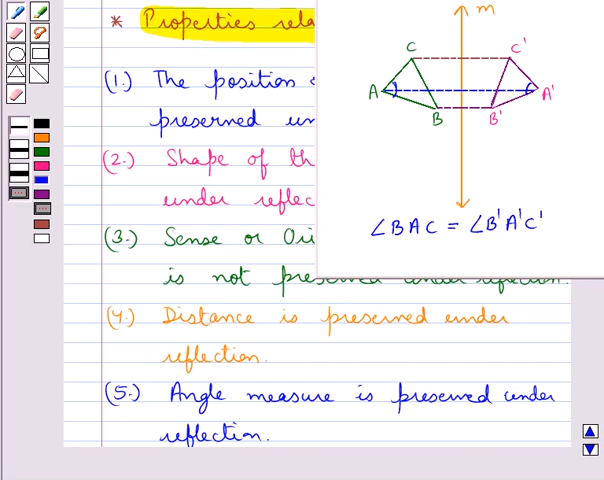 * Properties rela
(1.) The position
preserved un
(2.) Shape of th
under reflec
(3.) Sense or Ori
is not preserved under reflection.
(4.) Distance is preserved under
reflection.
(5.) Angle measure is preserved under
reflection.
m
C C'
A A'
B B'
∠BAC = ∠B'A'C'